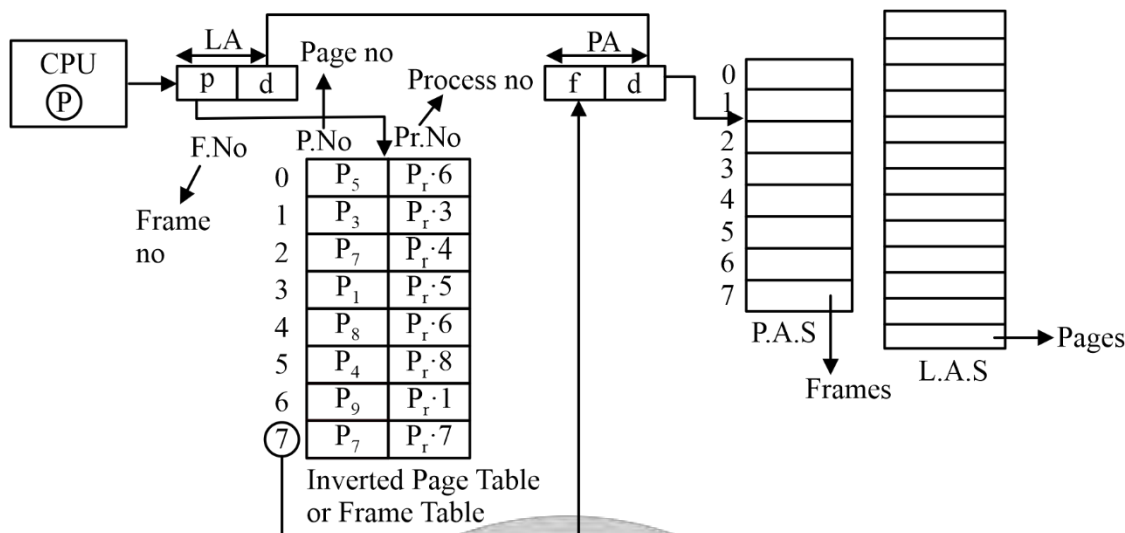 LA
PA
CPU
P
p d
Page no
Process no
f d
F.No
P.No
Pr.No
Frame
no
0 P₅ Pᵣ·6
1 P₃ Pᵣ·3
2 P₇ Pᵣ·4
3 P₁ Pᵣ·5
4 P₈ Pᵣ·6
5 P₄ Pᵣ·8
6 P₉ Pᵣ·1
7 P₇ Pᵣ·7
Inverted Page Table
or Frame Table
0
1
2
3
4
5
6
7
P.A.S
Frames
L.A.S
Pages